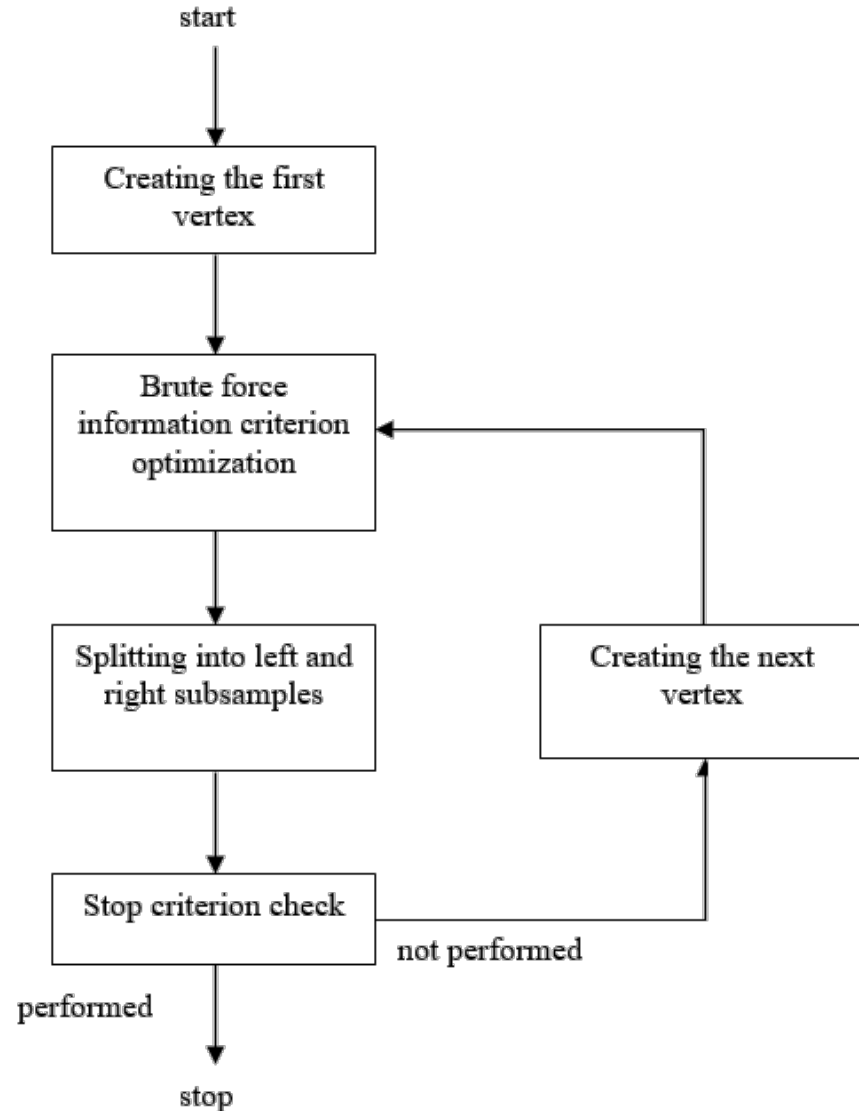 start
Creating the first
vertex
Brute force
information criterion
optimization
Splitting into left and
right subsamples
Creating the next
vertex
Stop criterion check
not performed
performed
stop